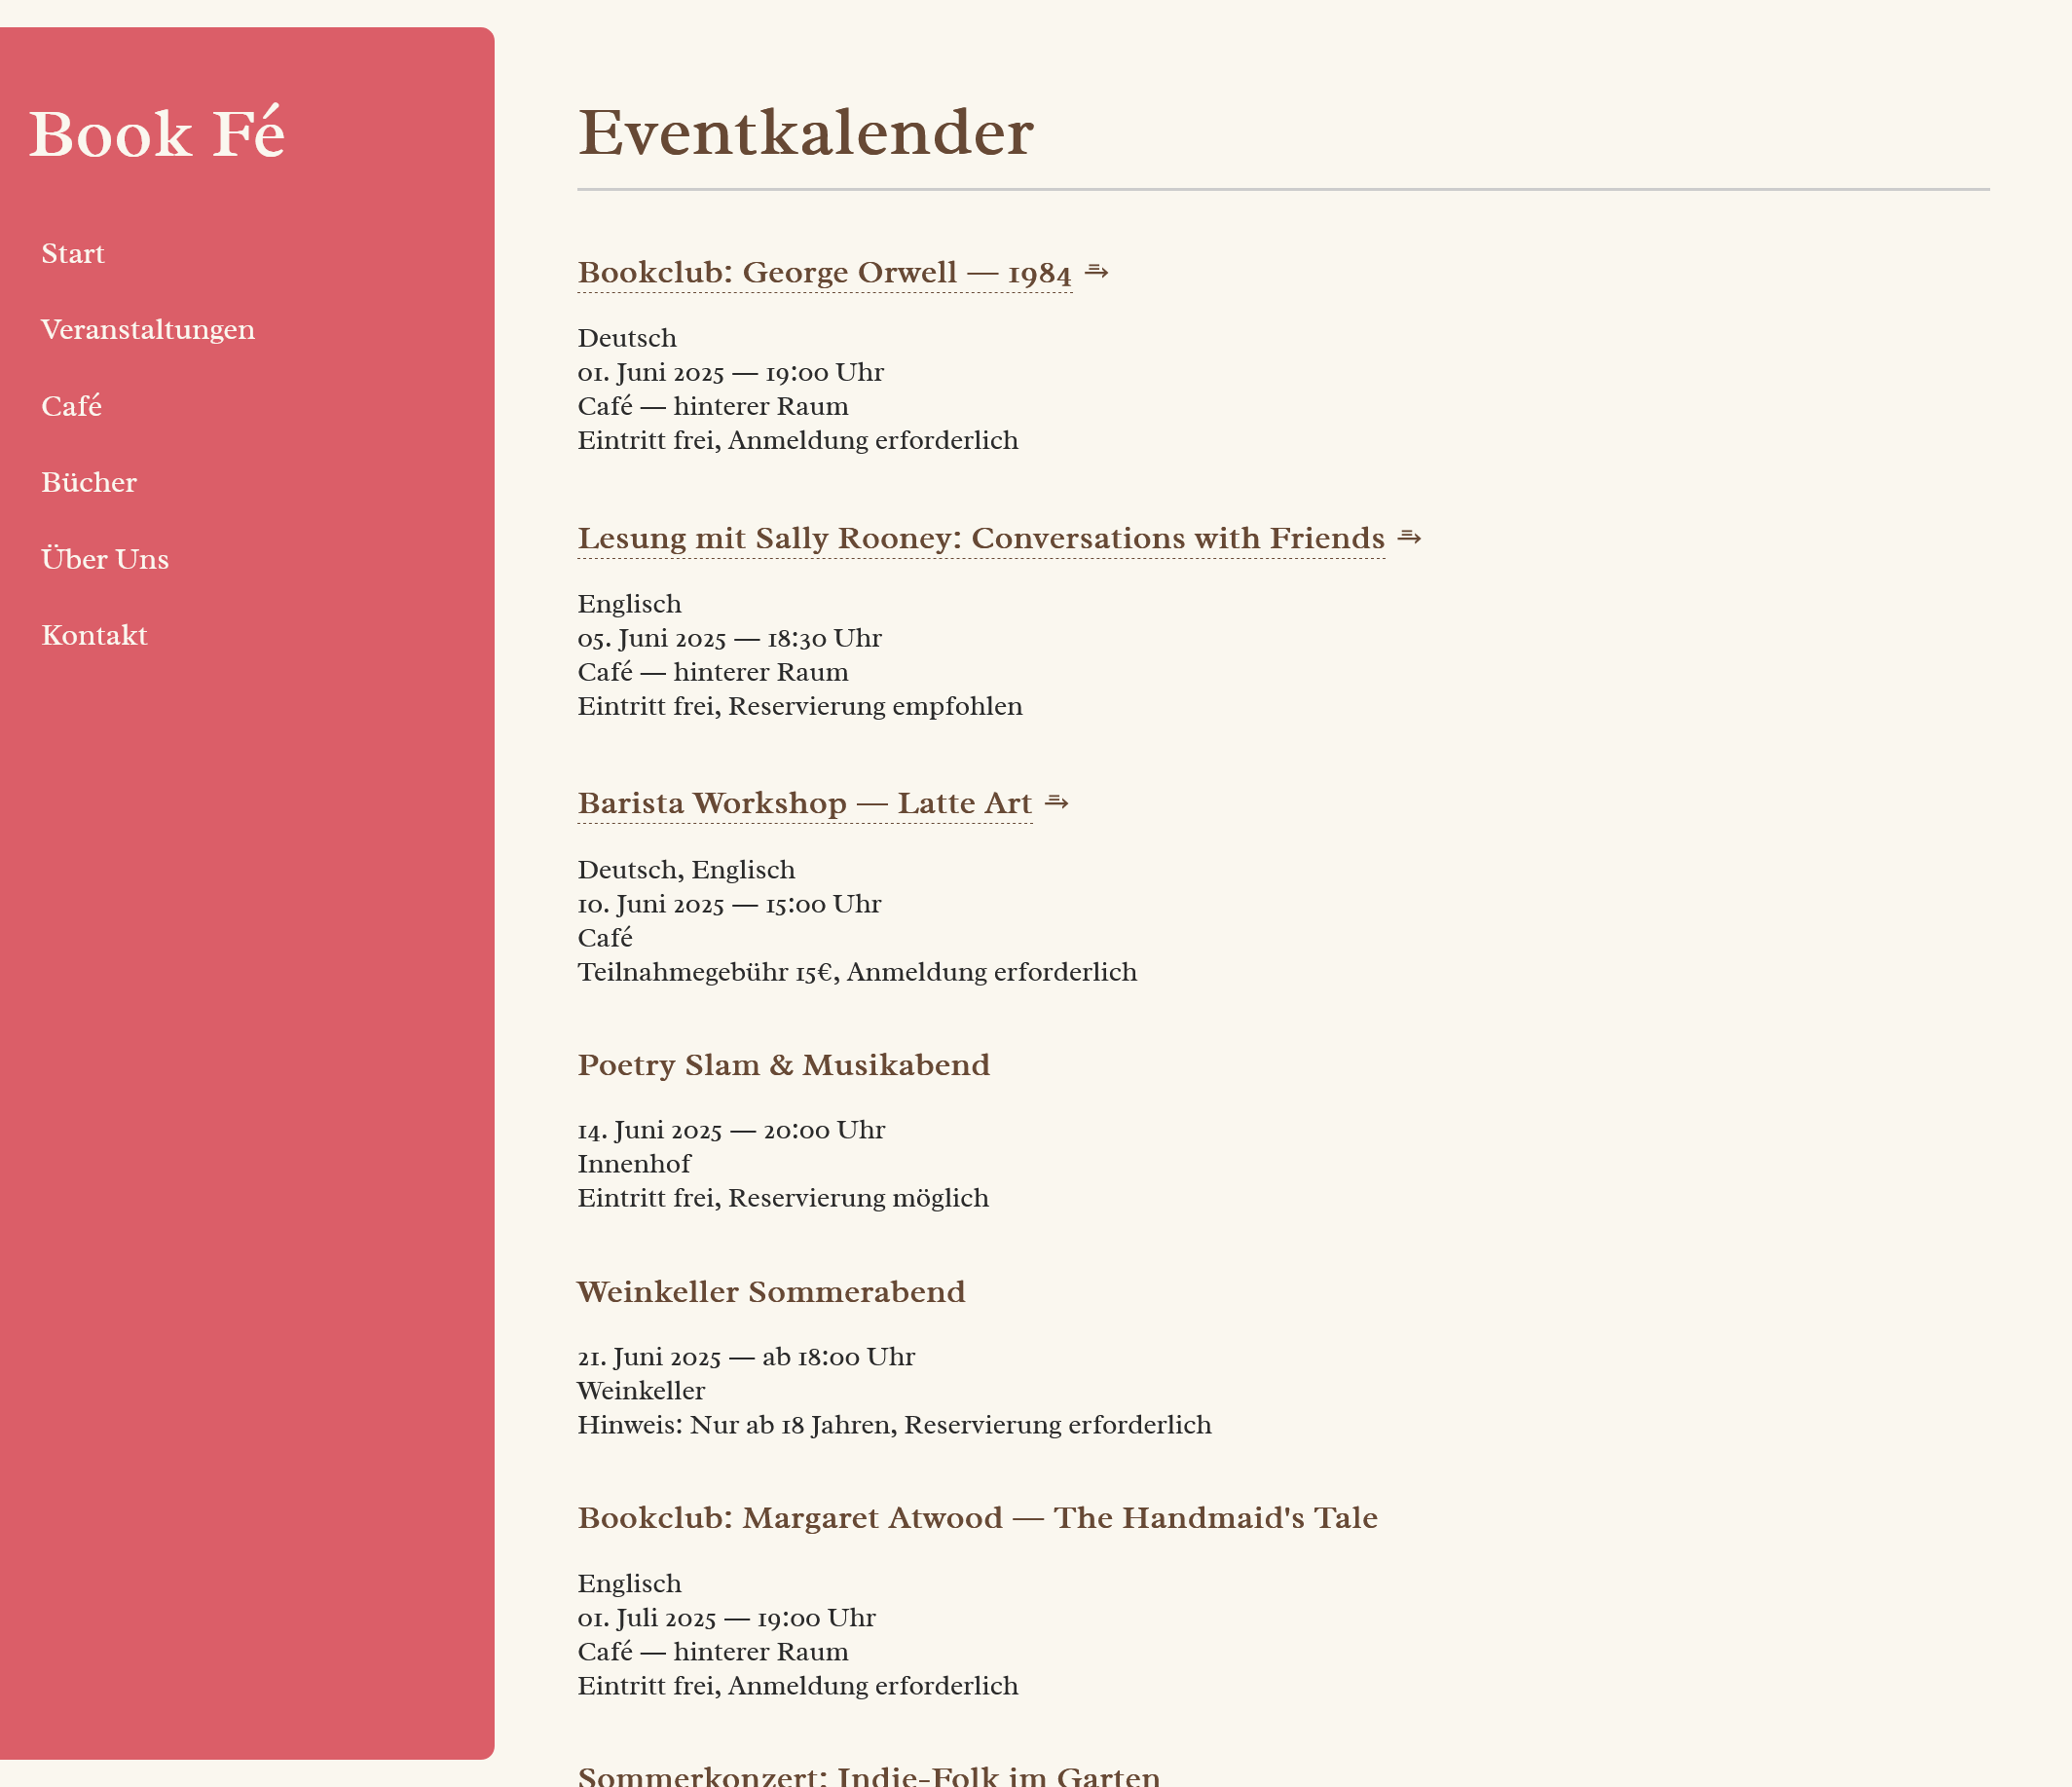 Book Fé
Start
Veranstaltungen
Café
Bücher
Über Uns
Kontakt
Eventkalender
Bookclub: George Orwell — 1984 ⥱
Deutsch
01. Juni 2025 — 19:00 Uhr
Café — hinterer Raum
Eintritt frei, Anmeldung erforderlich
Lesung mit Sally Rooney: Conversations with Friends ⥱
Englisch
05. Juni 2025 — 18:30 Uhr
Café — hinterer Raum
Eintritt frei, Reservierung empfohlen
Barista Workshop — Latte Art ⥱
Deutsch, Englisch
10. Juni 2025 — 15:00 Uhr
Café
Teilnahmegebühr 15€, Anmeldung erforderlich
Poetry Slam & Musikabend
14. Juni 2025 — 20:00 Uhr
Innenhof
Eintritt frei, Reservierung möglich
Weinkeller Sommerabend
21. Juni 2025 — ab 18:00 Uhr
Weinkeller
Hinweis: Nur ab 18 Jahren, Reservierung erforderlich
Bookclub: Margaret Atwood — The Handmaid's Tale
Englisch
01. Juli 2025 — 19:00 Uhr
Café — hinterer Raum
Eintritt frei, Anmeldung erforderlich
Sommerkonzert: Indie-Folk im Garten